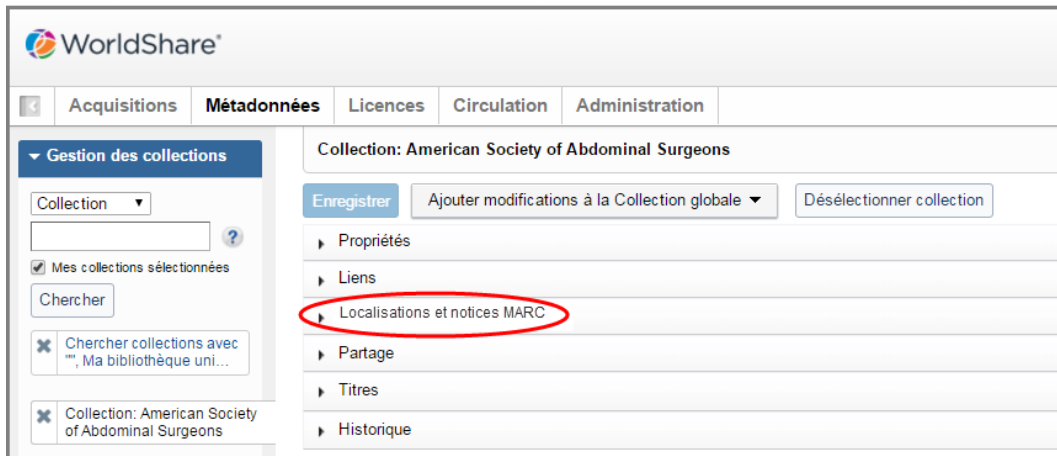 WorldShare®
Acquisitions Métadonnées Licences Circulation Administration
Gestion des collections
Collection
?
Mes collections sélectionnées
Chercher
Chercher collections avec
"", Ma bibliothèque uni...
Collection: American Society
of Abdominal Surgeons
Collection: American Society of Abdominal Surgeons
Enregistrer Ajouter modifications à la Collection globale Désélectionner collection
Propriétés
Liens
Localisations et notices MARC
Partage
Titres
Historique